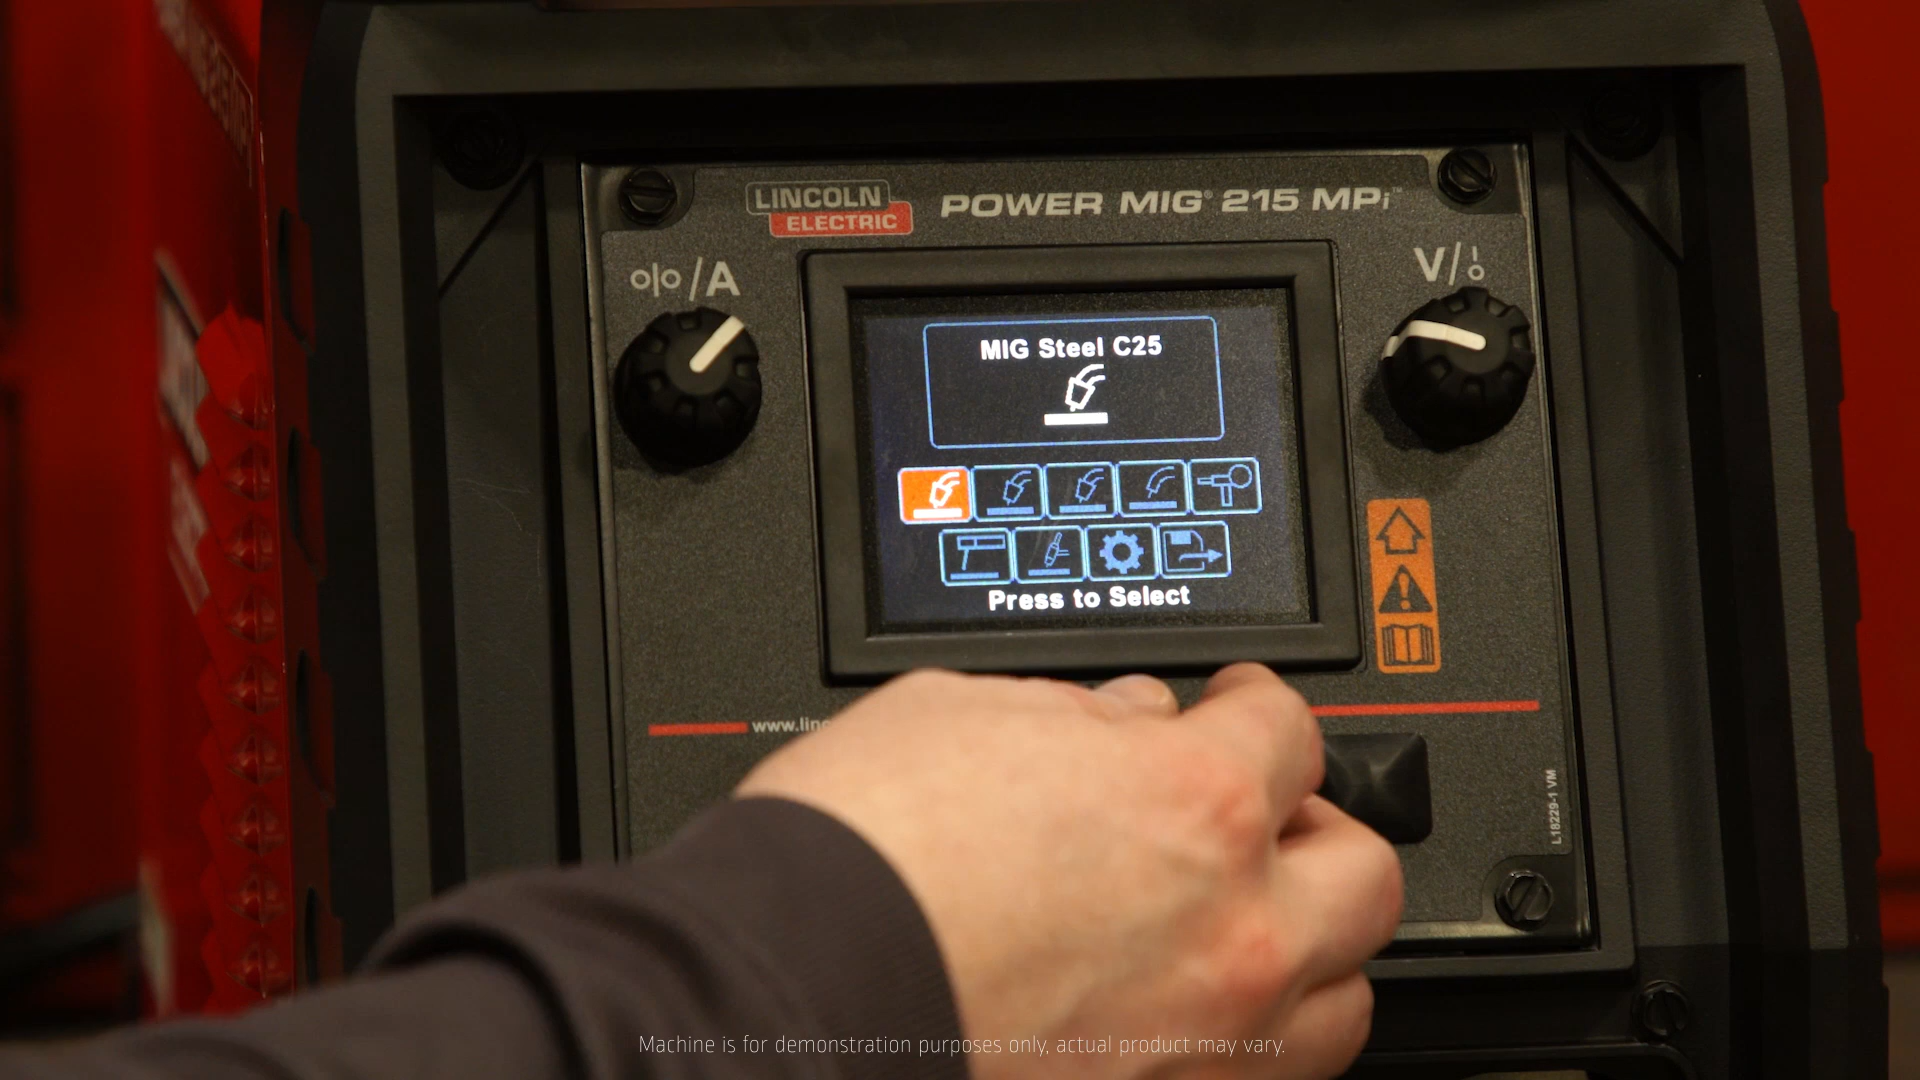 LINCOLN
ELECTRIC
POWER MIG® 215 MPi™
/A
V/
MIG Steel C25
Press to Select
L18229-1 VM
Machine is for demonstration purposes only, actual product may vary.